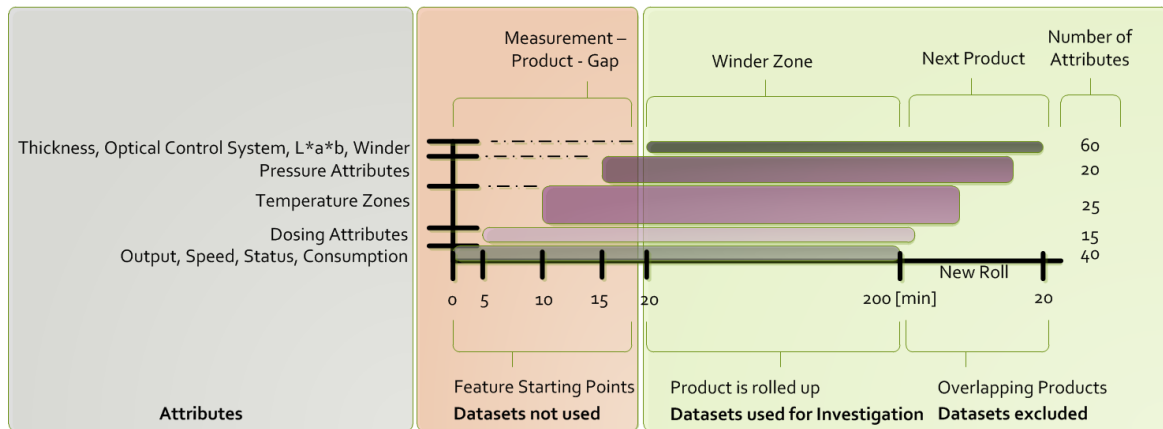 Measurement –
Product - Gap
Winder Zone
Next Product
Number of
Attributes
Thickness, Optical Control System, L*a*b, Winder
60
Pressure Attributes
20
Temperature Zones
25
Dosing Attributes
15
Output, Speed, Status, Consumption
40
New Roll
0 5 10 15 20 200 [min] 20
Feature Starting Points
Product is rolled up
Overlapping Products
Attributes
Datasets not used
Datasets used for Investigation
Datasets excluded